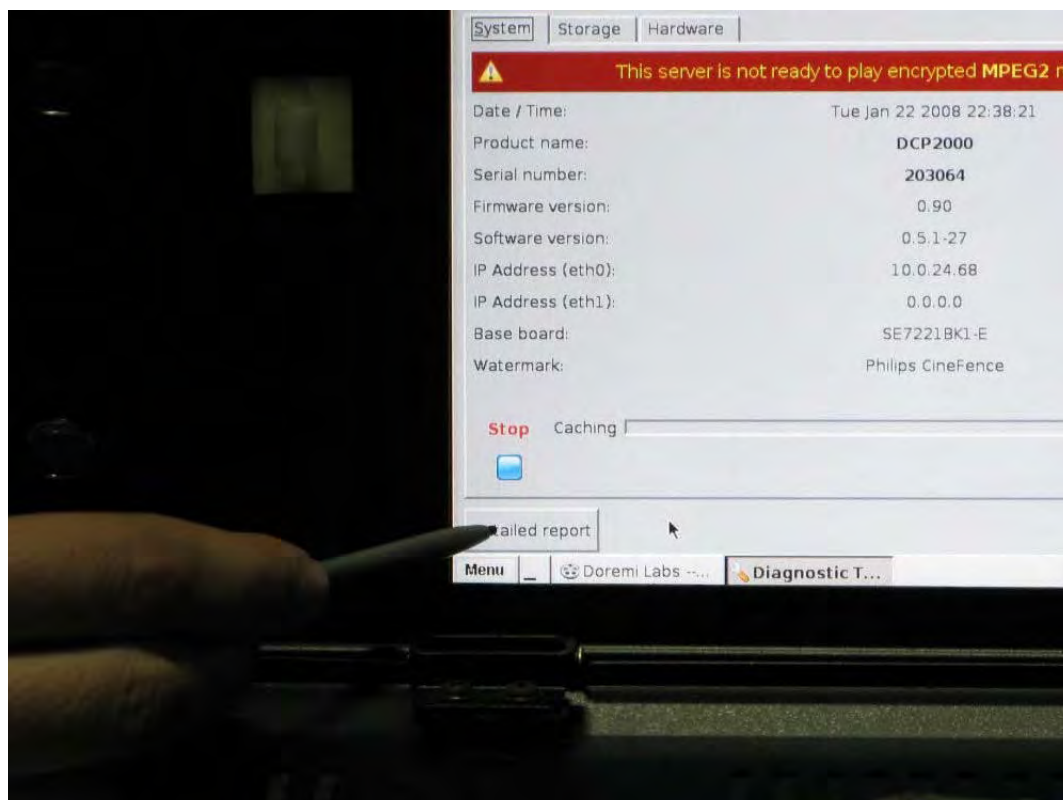 System Storage Hardware
This server is not ready to play encrypted MPEG2
Date / Time: Tue Jan 22 2008 22:38:21
Product name: DCP2000
Serial number: 203064
Firmware version: 0.90
Software version: 0.5.1-27
IP Address (eth0): 10.0.24.68
IP Address (eth1): 0.0.0.0
Base board: SE7221BK1-E
Watermark: Philips CineFence
Stop Caching
tailed report
Menu _ Doremi Labs --... Diagnostic T...